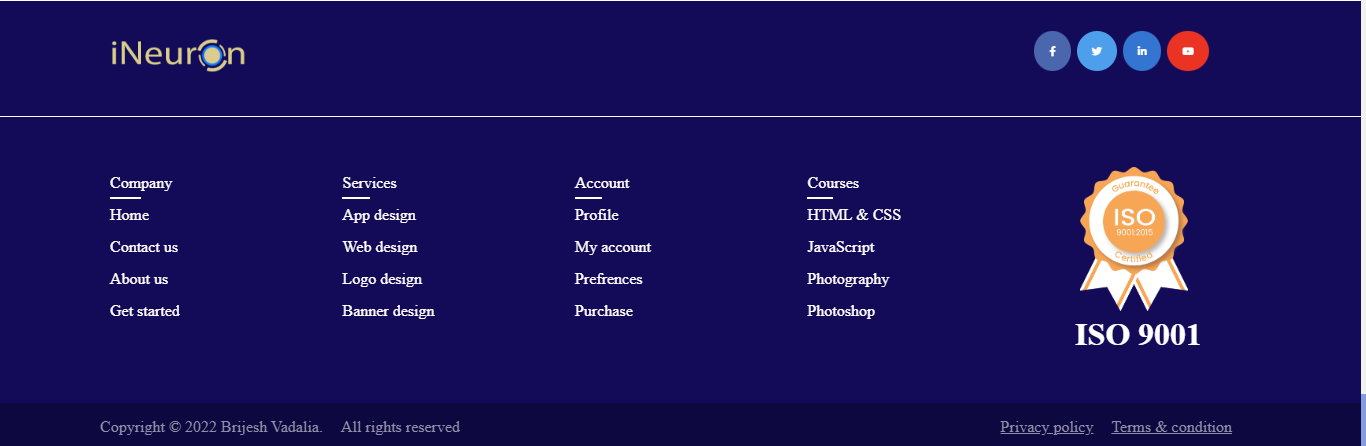 iNeuron
Company
Home
Contact us
About us
Get started
Services
App design
Web design
Logo design
Banner design
Account
Profile
My account
Prefrences
Purchase
Courses
HTML & CSS
JavaScript
Photography
Photoshop
Guarantee
ISO
9001:2015
Certified
ISO 9001
Copyright © 2022 Brijesh Vadalia. All rights reserved
Privacy policy Terms & condition